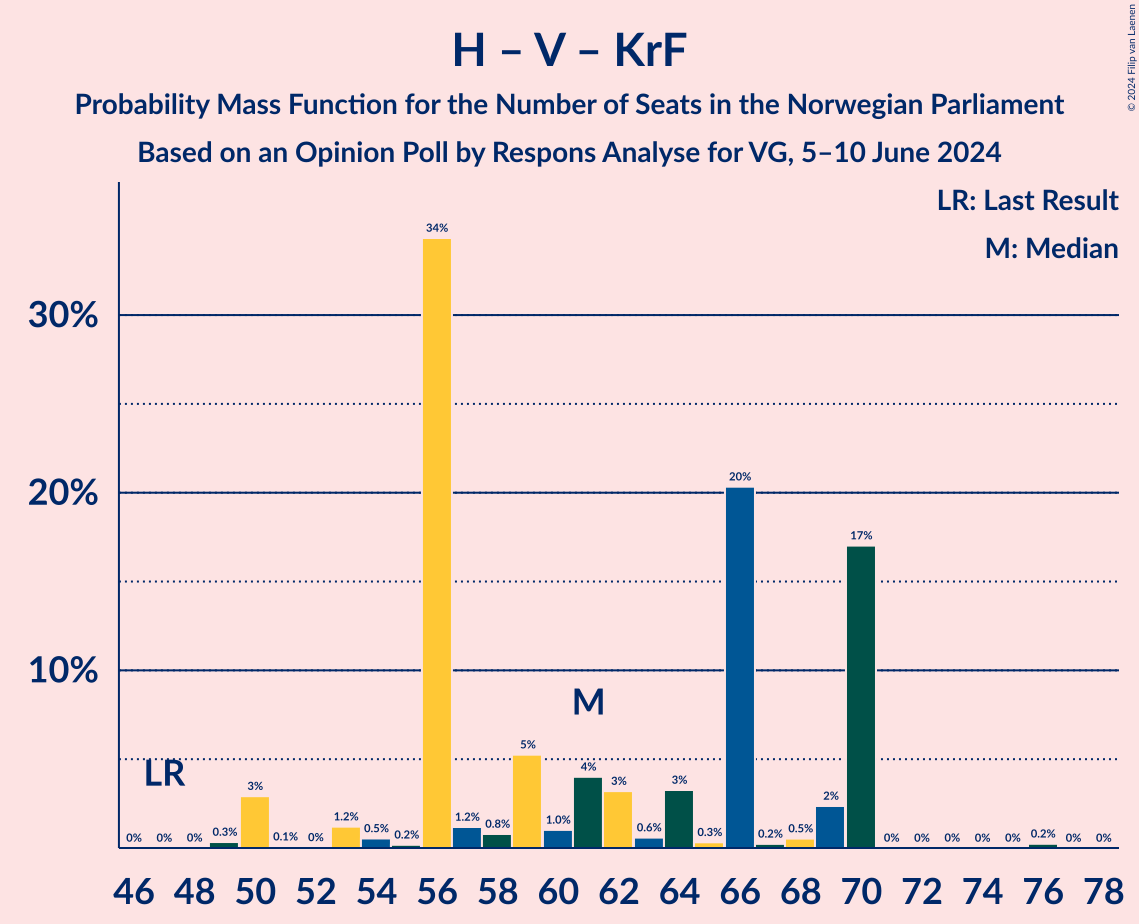 H – V – KrF
Probability Mass Function for the Number of Seats in the Norwegian Parliament
Based on an Opinion Poll by Respons Analyse for VG, 5–10 June 2024
© 2024 Filip van Laenen
LR: Last Result
M: Median
30%
20%
10%
LR
M
0% 0% 0% 0.3% 3% 0.1% 0% 1.2% 0.5% 0.2% 34% 1.2% 0.8% 5% 1.0% 4% 3% 0.6% 3% 0.3% 20% 0.2% 0.5% 2% 17% 0% 0% 0% 0% 0% 0.2% 0% 0%
46 48 50 52 54 56 58 60 62 64 66 68 70 72 74 76 78